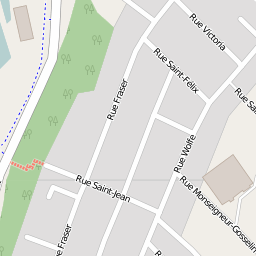 Rue Victoria
Rue Saint-Félix
Rue Fraser
Rue Wolfe
Rue Saint-Jean
Rue Monseigneur-Gosselin
Rue Fraser